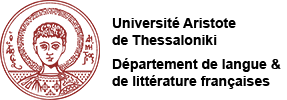 Université Aristote
de Thessaloniki
Département de langue &
de littérature françaises